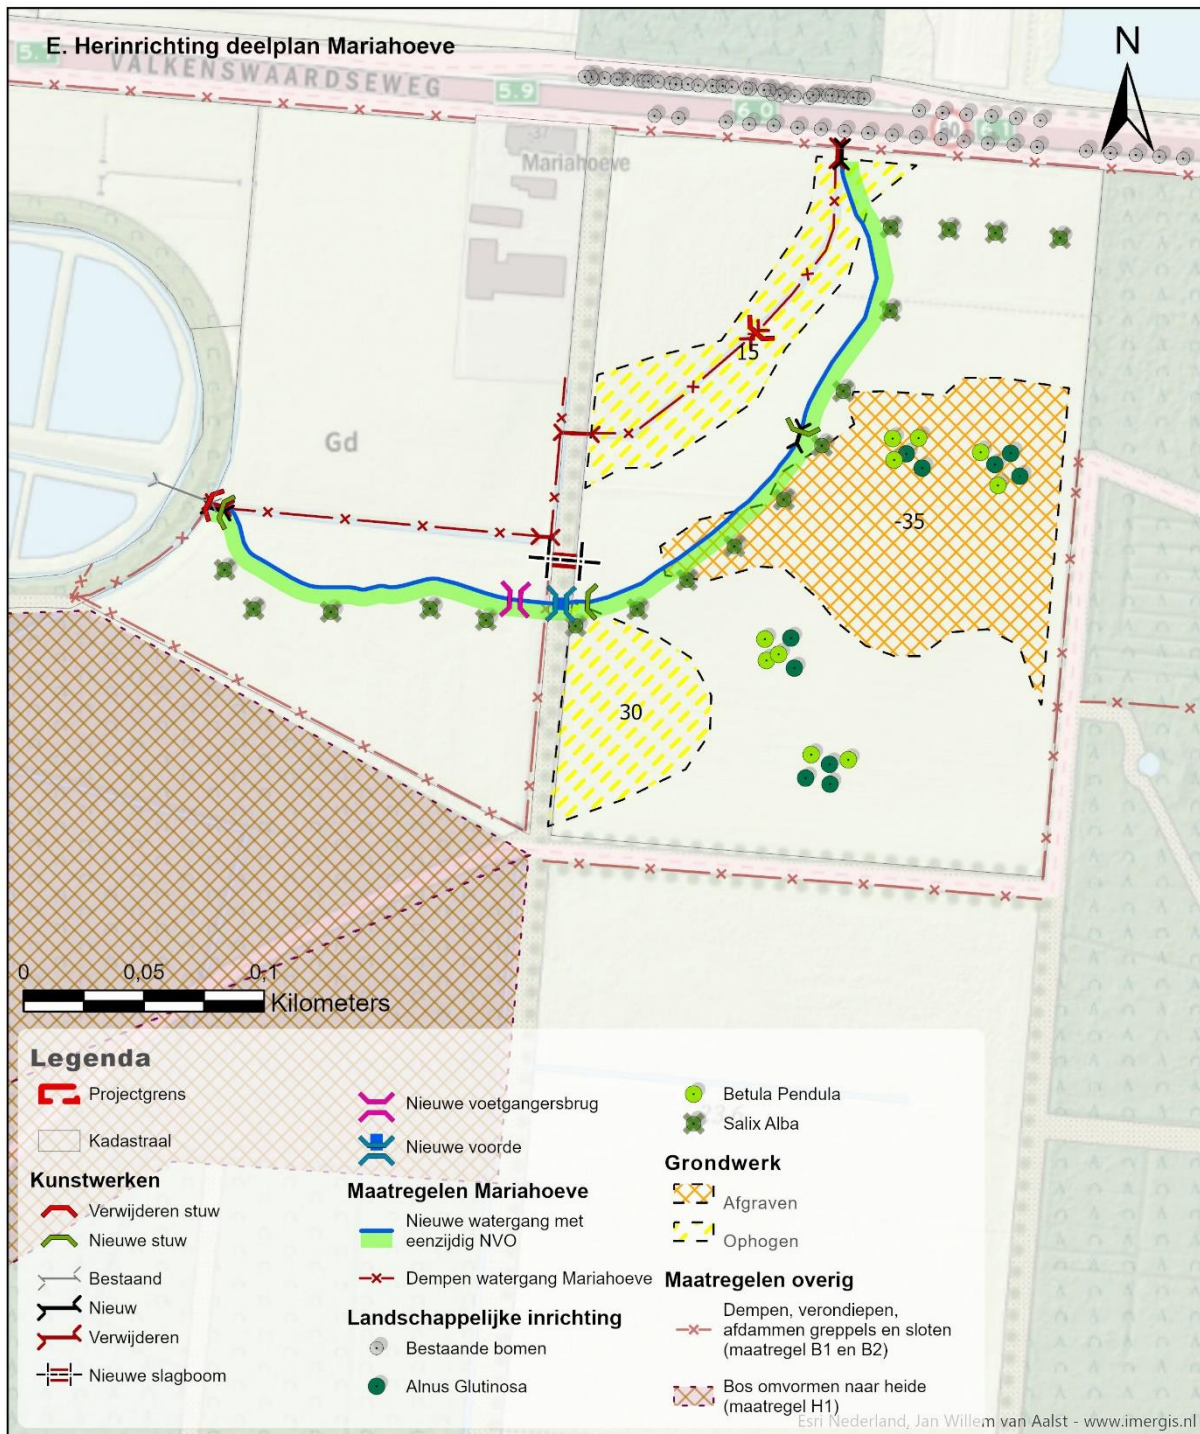 E. Herinrichting deelplan Mariahoeve
N
VALKENSWAARDSEWEG
5.9
6.0
80
6.1
-37
Mariahoeve
15
Gd
-35
30
0 0,05 0,1
Kilometers
Legenda
Projectgrens
Kadastraal
Kunstwerken
Verwijderen stuw
Nieuwe stuw
Bestaand
Nieuw
Verwijderen
Nieuwe slagboom
Nieuwe voetgangersbrug
Nieuwe voorde
Maatregelen Mariahoeve
Nieuwe watergang met
eenzijdig NVO
Dempen watergang Mariahoeve
Landschappelijke inrichting
Bestaande bomen
Alnus Glutinosa
Betula Pendula
Salix Alba
Grondwerk
Afgraven
Ophogen
Maatregelen overig
Dempen, verondiepen,
afdammen greppels en sloten
(maatregel B1 en B2)
Bos omvormen naar heide
(maatregel H1)
Esri Nederland, Jan Willem van Aalst - www.imergis.nl